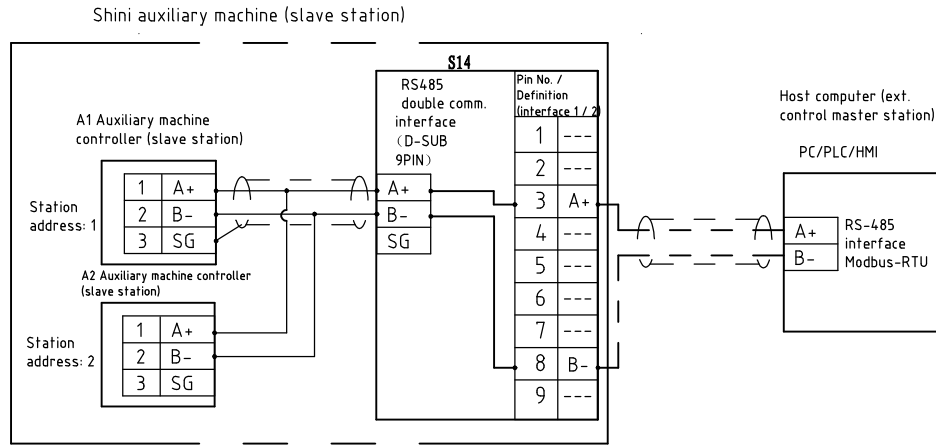 Shini auxiliary machine (slave station)
S14
RS485
double comm.
interface
(D-SUB
9PIN)
Pin No. /
Definition
(interface 1 / 2)
Host computer (ext.
control master station)
PC/PLC/HMI
A1 Auxiliary machine
controller (slave station)
Station
address: 1
1 A+
2 B-
3 SG
A+
B-
SG
1 ---
2 ---
3 A+
4 ---
5 ---
6 ---
7 ---
8 B-
9 ---
A+
B-
RS-485
interface
Modbus-RTU
A2 Auxiliary machine controller
(slave station)
Station
address: 2
1 A+
2 B-
3 SG